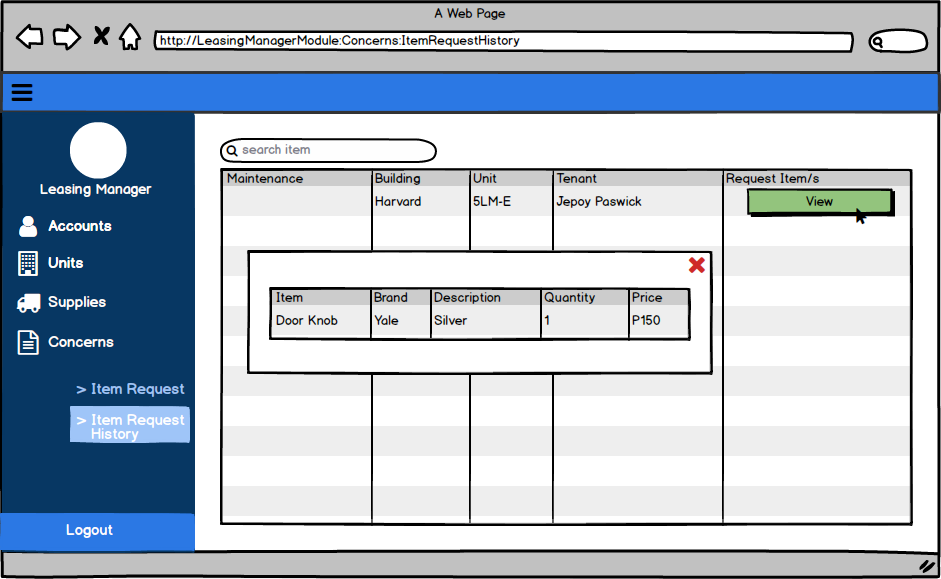 A Web Page
http://LeasingManagerModule:Concerns:ItemRequestHistory
Leasing Manager
Accounts
Units
Supplies
Concerns
> Item Request
> Item Request
History
Logout
search item
Maintenance Building Unit Tenant Request Item/s
Harvard 5LM-E Jepoy Paswick View
Item Brand Description Quantity Price
Door Knob Yale Silver 1 P150